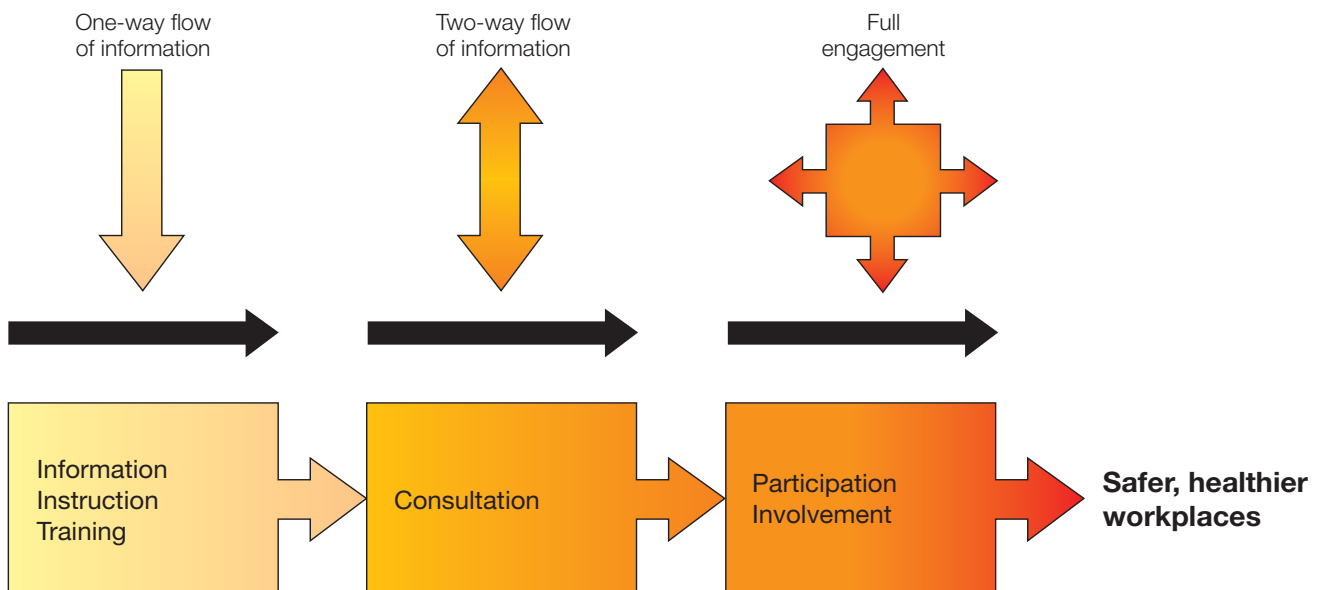 One-way flow
of information
Two-way flow
of information
Full
engagement
Information
Instruction
Training
Consultation
Participation
Involvement
Safer, healthier
workplaces